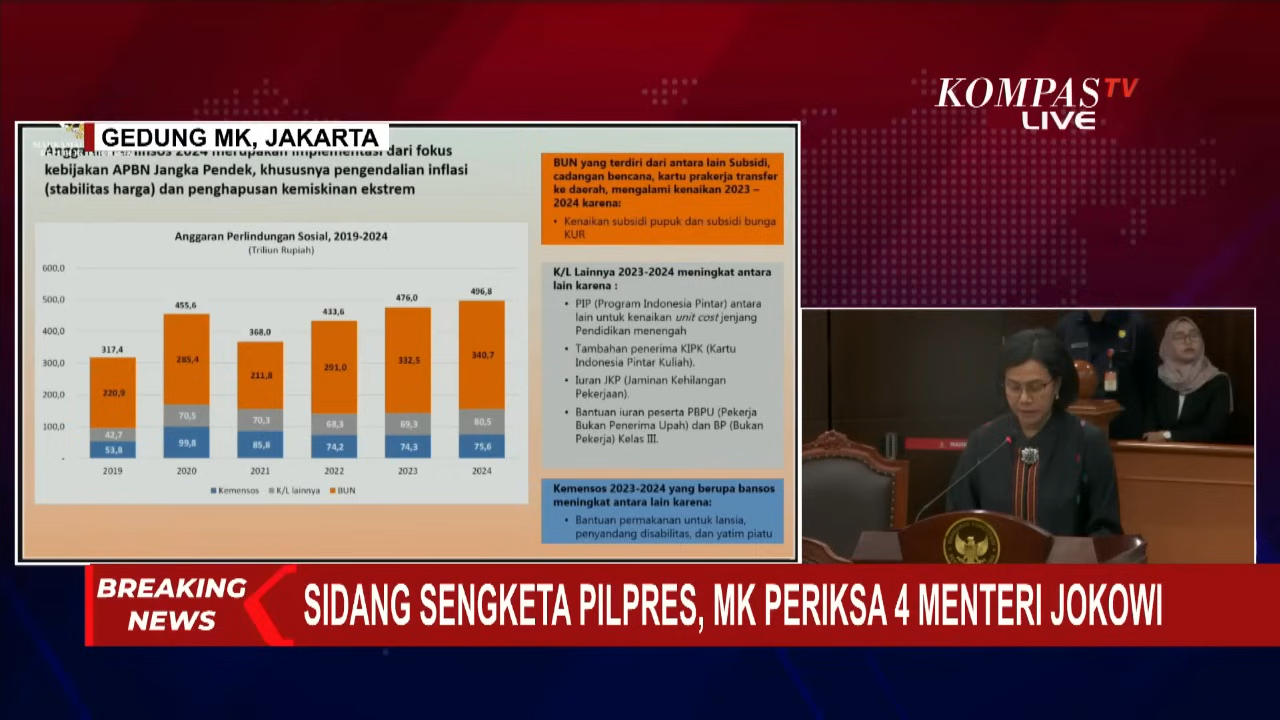 KOMPASTV
LIVE
GEDUNG MK, JAKARTA
2024 merupakan implementasi dari fokus
kebijakan APBN Jangka Pendek, khususnya pengendalian inflasi
(stabilitas harga) dan penghapusan kemiskinan ekstrem
Anggaran Perlindungan Sosial, 2019-2024
(Triliun Rupiah)
600,0
500,0
400,0
300,0
200,0
100,0
-
317,4
220,9
42,7
53,8
455,6
285,4
70,5
99,8
368,0
211,8
70,3
85,8
433,6
291,0
68,3
74,2
476,0
332,5
69,3
74,3
496,8
340,7
80,5
75,6
2019 2020 2021 2022 2023 2024
Kemensos K/L lainnya BUN
BUN yang terdiri dari antara lain Subsidi,
cadangan bencana, kartu prakerja transfer
ke daerah, mengalami kenaikan 2023 –
2024 karena:
• Kenaikan subsidi pupuk dan subsidi bunga
KUR
K/L Lainnya 2023-2024 meningkat antara
lain karena :
• PIP (Program Indonesia Pintar) antara
lain untuk kenaikan unit cost jenjang
Pendidikan menengah
• Tambahan penerima KIPK (Kartu
Indonesia Pintar Kuliah).
• Iuran JKP (Jaminan Kehilangan
Pekerjaan).
• Bantuan iuran peserta PBPU (Pekerja
Bukan Penerima Upah) dan BP (Bukan
Pekerja) Kelas III.
Kemensos 2023-2024 yang berupa bansos
meningkat antara lain karena:
• Bantuan permakanan untuk lansia,
penyandang disabilitas, dan yatim piatu
BREAKING
NEWS
SIDANG SENGKETA PILPRES, MK PERIKSA 4 MENTERI JOKOWI